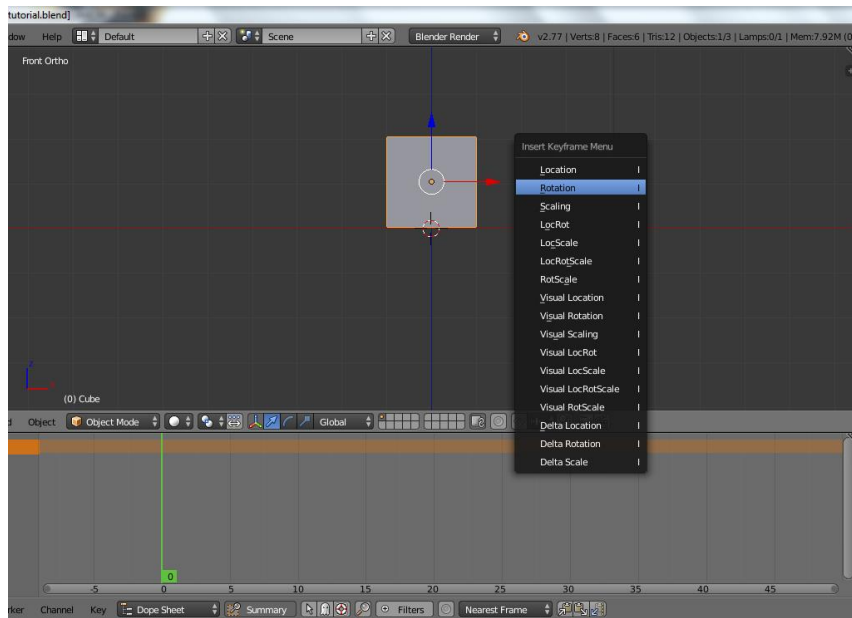 tutorial.blend]
dow Help Default Scene Blender Render v2.77 | Verts:8 | Faces:6 | Tris:12 | Objects:1/3 | Lamps:0/1 | Mem:7.92M (0
Front Ortho
Insert Keyframe Menu
Location I
Rotation I
Scaling I
LocRot I
LocScale I
LocRotScale I
RotScale I
Visual Location I
Visual Rotation I
Visual Scaling I
Visual LocRot I
Visual LocScale I
Visual LocRotScale I
Visual RotScale I
Delta Location I
Delta Rotation I
Delta Scale I
z
(0) Cube
Object Object Mode Global
0
-5 0 5 10 15 20 25 30 35 40 45
rker Channel Key Dope Sheet Summary Filters Nearest Frame